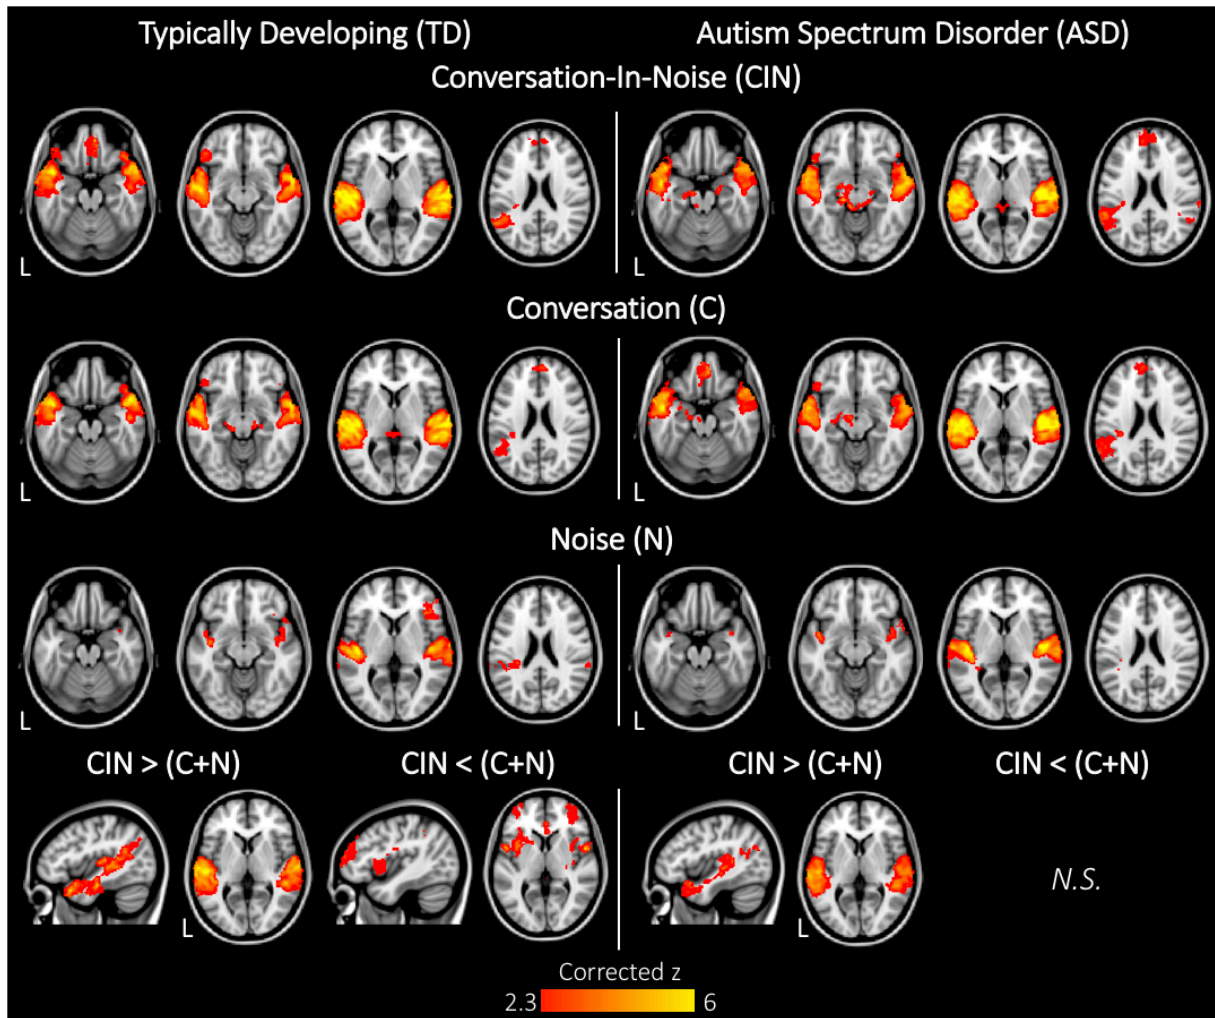 Typically Developing (TD) Autism Spectrum Disorder (ASD)
Conversation-In-Noise (CIN)
L L
Conversation (C)
L L
Noise (N)
L L
CIN > (C+N) CIN < (C+N) CIN > (C+N) CIN < (C+N)
N.S.
L L
Corrected z
2.3 6